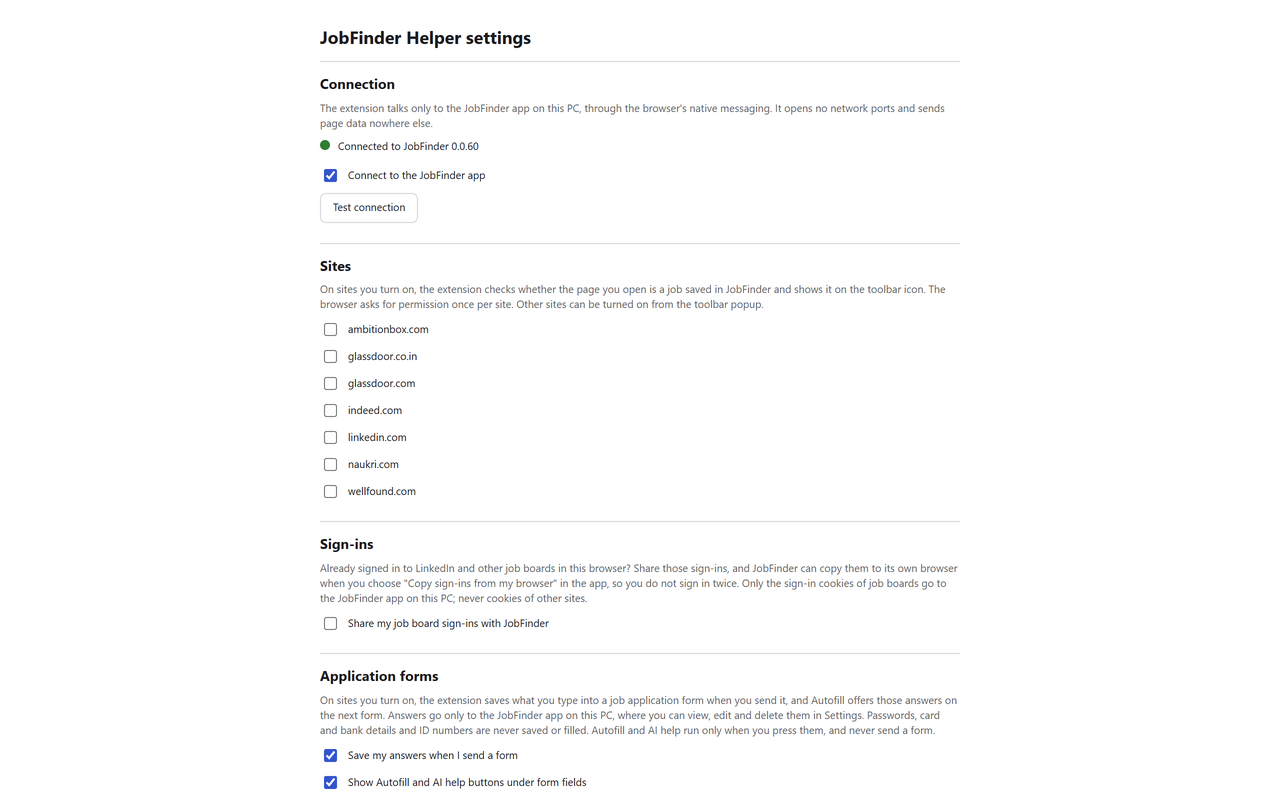 JobFinder Helper settings
Connection
The extension talks only to the JobFinder app on this PC, through the browser's native messaging. It opens no network ports and sends
page data nowhere else.
Connected to JobFinder 0.0.60
Connect to the JobFinder app
Test connection
Sites
On sites you turn on, the extension checks whether the page you open is a job saved in JobFinder and shows it on the toolbar icon. The
browser asks for permission once per site. Other sites can be turned on from the toolbar popup.
ambitionbox.com
glassdoor.co.in
glassdoor.com
indeed.com
linkedin.com
naukri.com
wellfound.com
Sign-ins
Already signed in to LinkedIn and other job boards in this browser? Share those sign-ins, and JobFinder can copy them to its own browser
when you choose "Copy sign-ins from my browser" in the app, so you do not sign in twice. Only the sign-in cookies of job boards go to
the JobFinder app on this PC; never cookies of other sites.
Share my job board sign-ins with JobFinder
Application forms
On sites you turn on, the extension saves what you type into a job application form when you send it, and Autofill offers those answers on
the next form. Answers go only to the JobFinder app on this PC, where you can view, edit and delete them in Settings. Passwords, card
and bank details and ID numbers are never saved or filled. Autofill and AI help run only when you press them, and never send a form.
Save my answers when I send a form
Show Autofill and AI help buttons under form fields